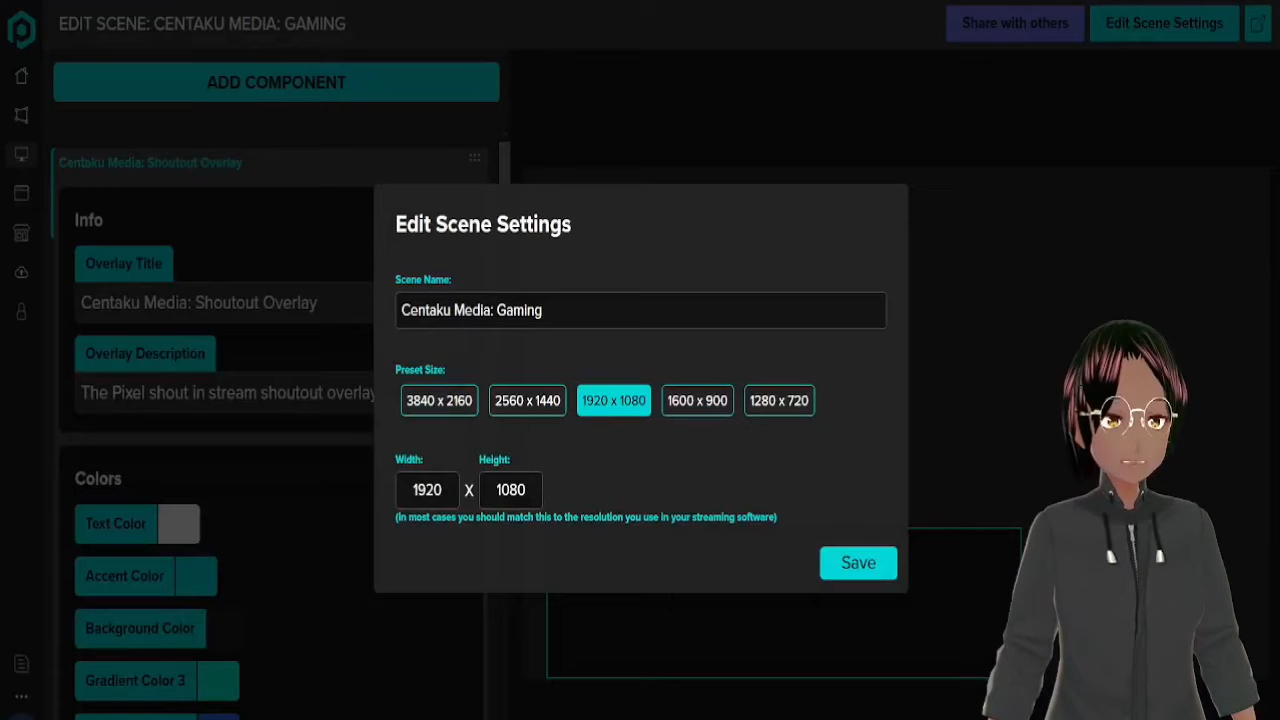 EDIT SCENE: CENTAKU MEDIA: GAMING
Share with others
Edit Scene Settings
ADD COMPONENT
Centaku Media: Shoutout Overlay
Info
Overlay Title
Centaku Media: Shoutout Overlay
Overlay Description
The Pixel shout in stream shoutout overlay
Colors
Text Color
Accent Color
Background Color
Gradient Color 3
Edit Scene Settings
Scene Name:
Centaku Media: Gaming
Preset Size:
3840 x 2160
2560 x 1440
1920 x 1080
1600 x 900
1280 x 720
Width:
Height:
1920 X 1080
(In most cases you should match this to the resolution you use in your streaming software)
Save